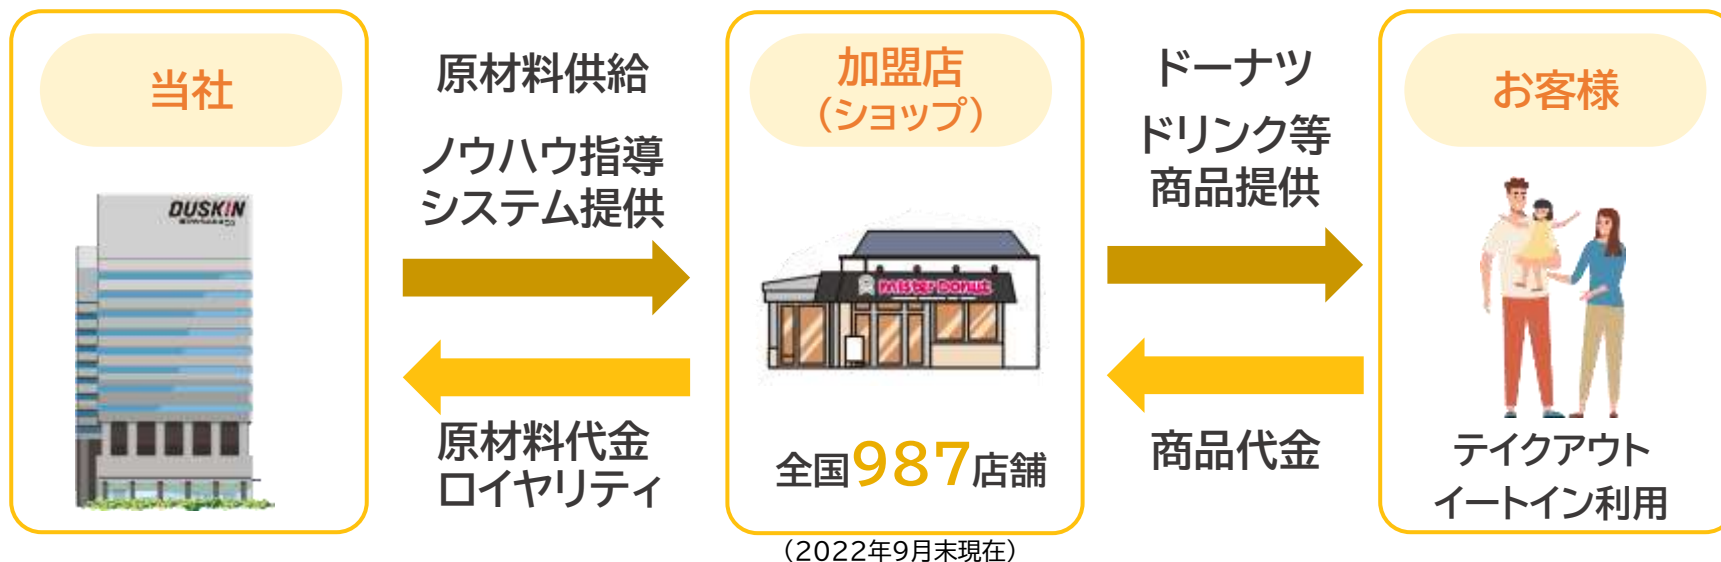 当社
DUSKIN
原材料供給
ノウハウ指導
システム提供
原材料代金
ロイヤリティ
加盟店
(ショップ)
mister Donut
全国987店舗
(2022年9月末現在)
ドーナツ
ドリンク等
商品提供
商品代金
お客様
テイクアウト
イートイン利用